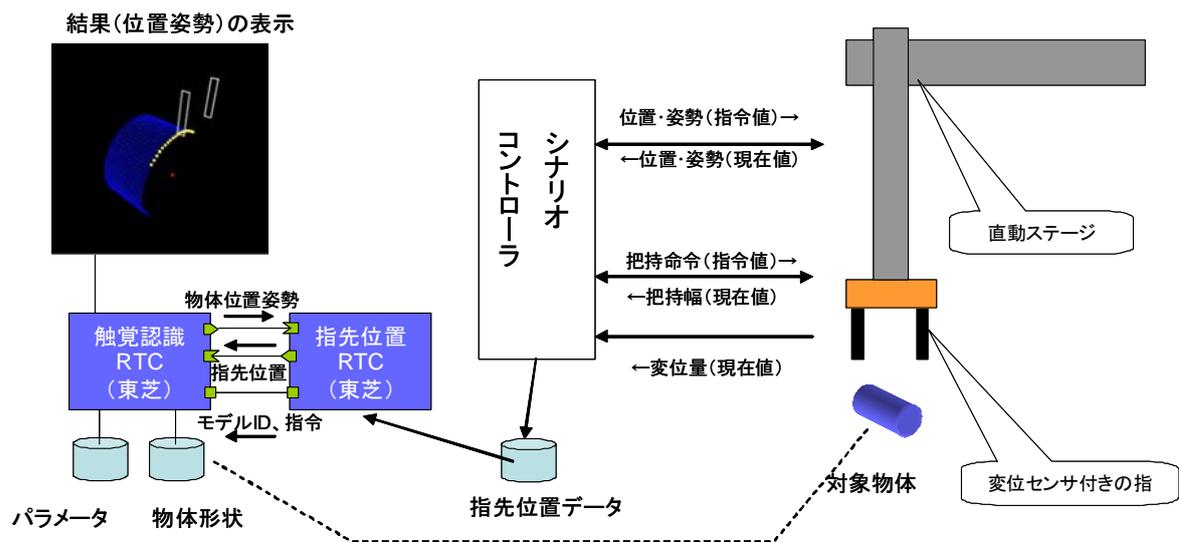 結果(位置姿勢)の表示
シナリオ
コントローラ
位置・姿勢(指令値)→
←位置・姿勢(現在値)
直動ステージ
把持命令(指令値)→
←把持幅(現在値)
←変位量(現在値)
物体位置姿勢
触覚認識
RTC
(東芝)
指先位置
RTC
(東芝)
指先位置
モデルID、指令
パラメータ
物体形状
指先位置データ
対象物体
変位センサ付きの指